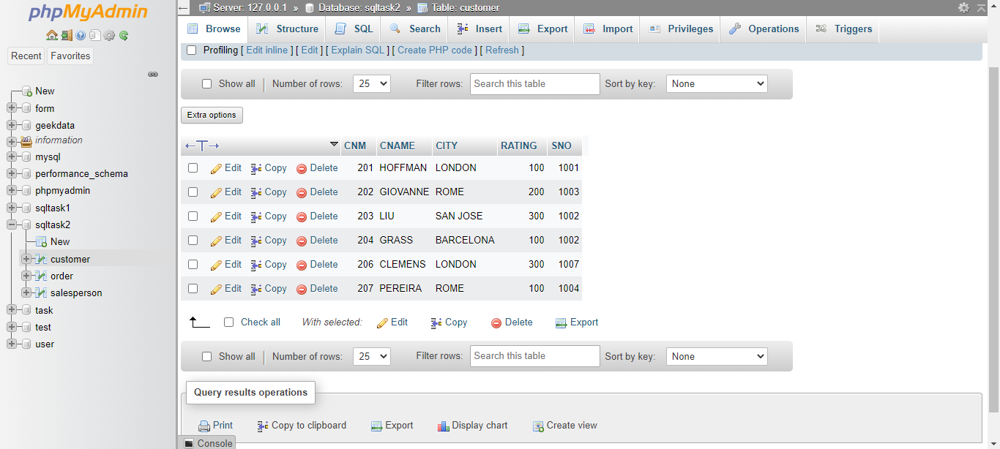 phpMyAdmin
Recent Favorites
New
form
geekdata
information
mysql
performance_schema
phpmyadmin
sqltask1
sqltask2
New
customer
order
salesperson
task
test
user
Server: 127.0.0.1 » Database: sqltask2 » Table: customer
Browse Structure SQL Search Insert Export Import Privileges Operations Triggers
Profiling [ Edit inline ] [ Edit ] [ Explain SQL ] [ Create PHP code ] [ Refresh ]
Show all Number of rows: 25 Filter rows: Search this table Sort by key: None
Extra options
←T→ CNM CNAME CITY RATING SNO
Edit Copy Delete 201 HOFFMAN LONDON 100 1001
Edit Copy Delete 202 GIOVANNE ROME 200 1003
Edit Copy Delete 203 LIU SAN JOSE 300 1002
Edit Copy Delete 204 GRASS BARCELONA 100 1002
Edit Copy Delete 206 CLEMENS LONDON 300 1007
Edit Copy Delete 207 PEREIRA ROME 100 1004
Check all With selected: Edit Copy Delete Export
Show all Number of rows: 25 Filter rows: Search this table Sort by key: None
Query results operations
Print Copy to clipboard Export Display chart Create view
Console